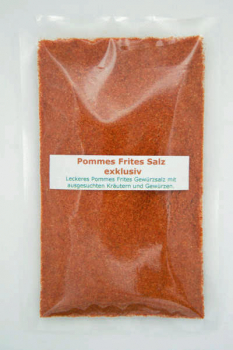 Pommes Frites Salz
exklusiv
Leckeres Pommes Frites Gewürzsalz mit
ausgesuchten Kräutern und Gewürzen.